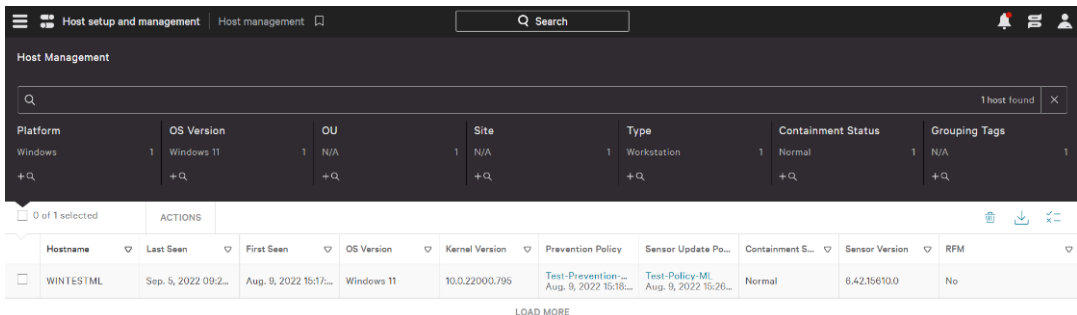 Host setup and management Host management Search
Host Management
1 host found
Platform OS Version OU Site Type Containment Status Grouping Tags
Windows 1 Windows 11 1 N/A 1 N/A 1 Workstation 1 Normal 1 N/A 1
0 of 1 selected ACTIONS
Hostname Last Seen First Seen OS Version Kernel Version Prevention Policy Sensor Update Po... Containment S... Sensor Version RFM
WINTESTML Sep. 5, 2022 09:2... Aug. 9, 2022 15:17:... Windows 11 10.0.22000.795 Test-Prevention-... Test-Policy-ML Normal 6.42.15610.0 No
Aug. 9, 2022 15:18:... Aug. 9, 2022 15:26...
LOAD MORE